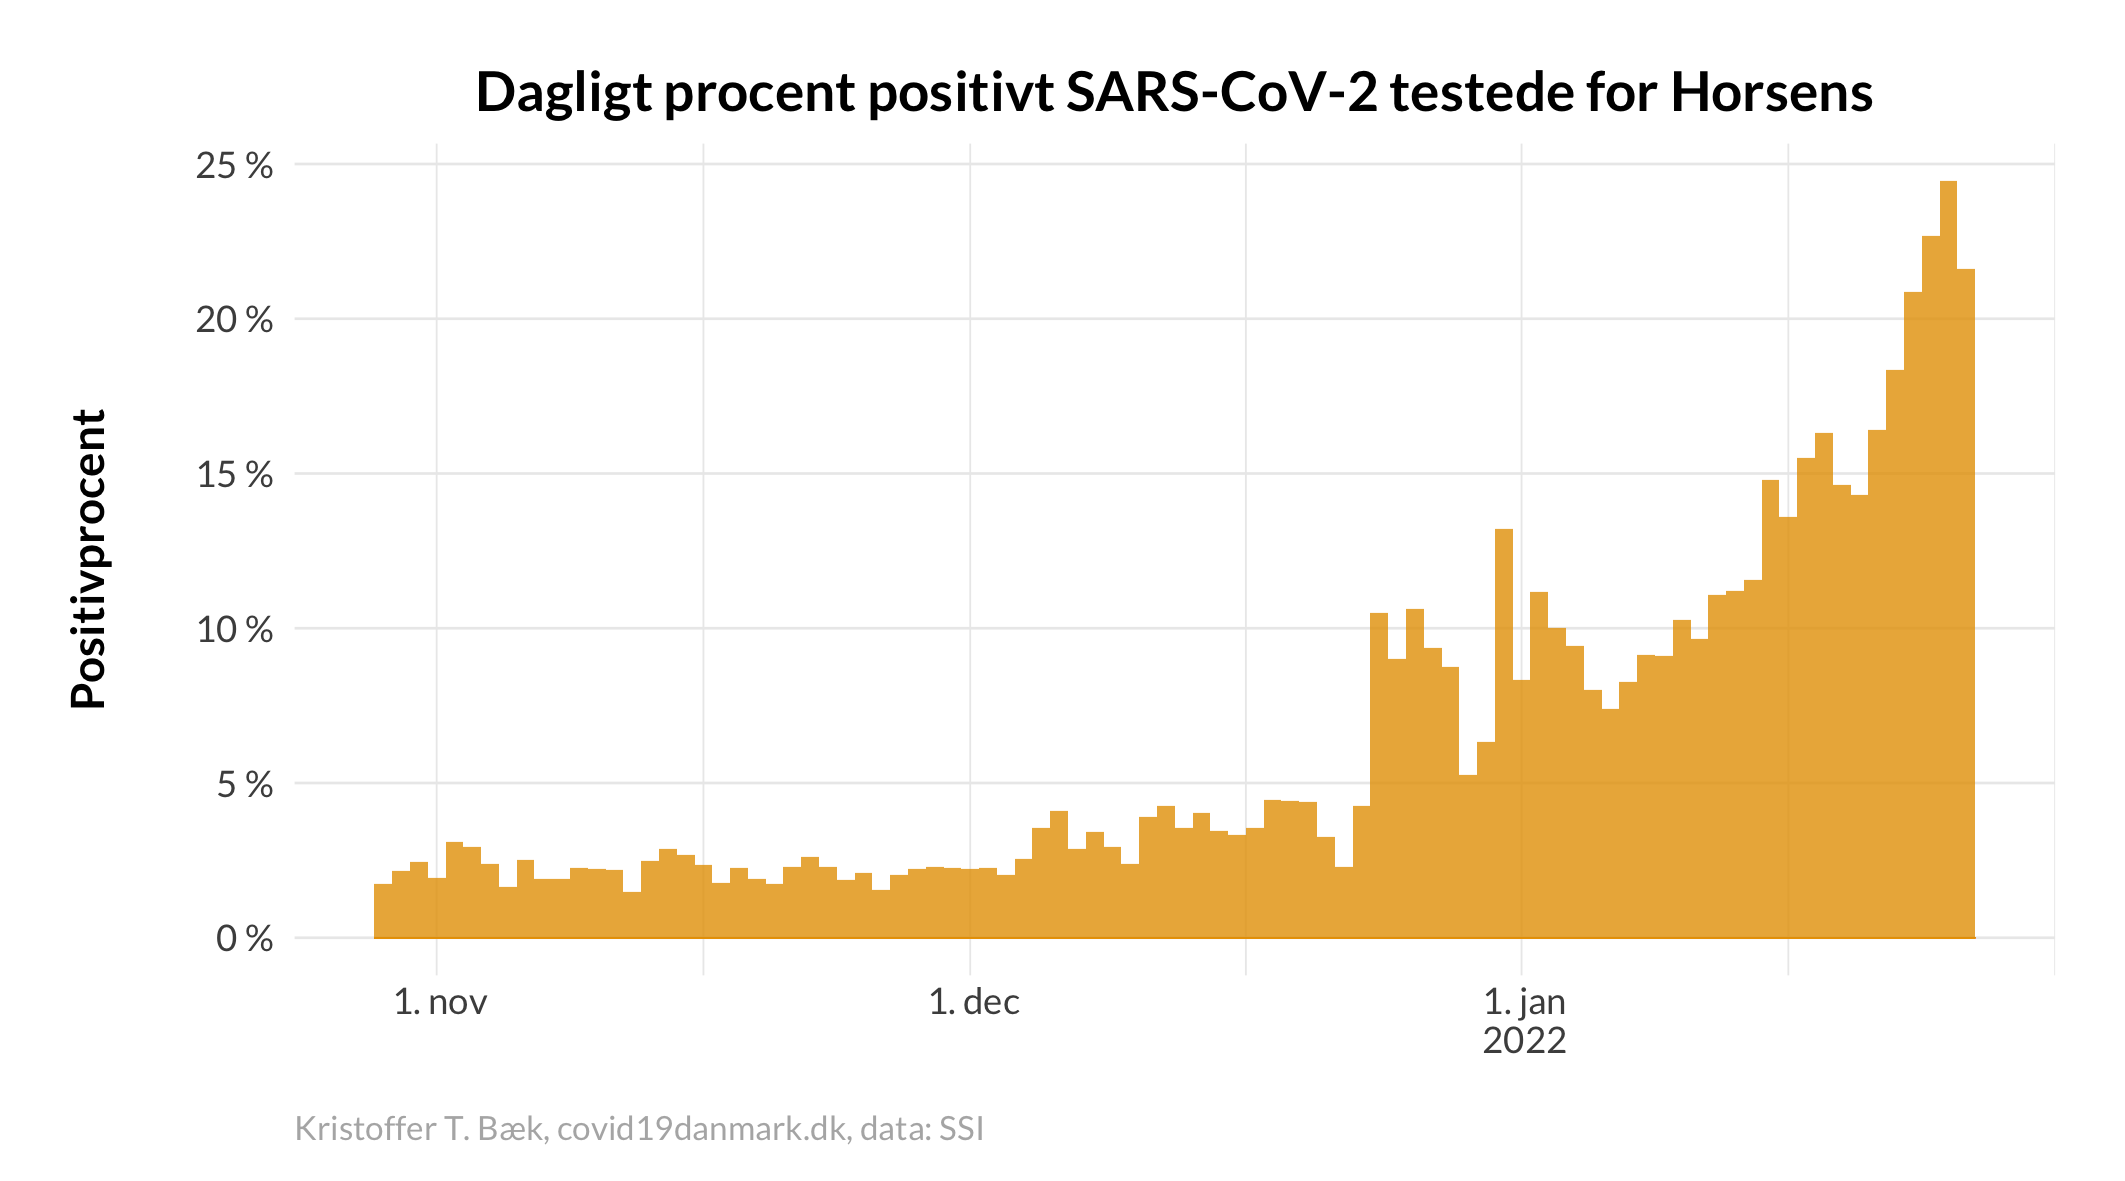 Dagligt procent positivt SARS-CoV-2 testede for Horsens
Positivprocent
25 %
20 %
15 %
10 %
5 %
0 %
1. nov
1. dec
1. jan
2022
Kristoffer T. Bæk, covid19danmark.dk, data: SSI